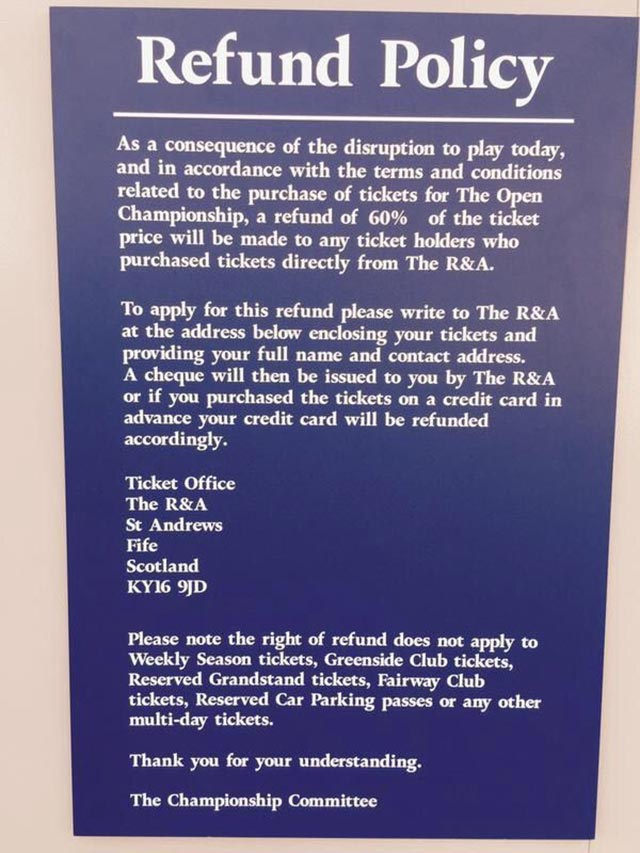 Refund Policy
As a consequence of the disruption to play today,
and in accordance with the terms and conditions
related to the purchase of tickets for The Open
Championship, a refund of 60% of the ticket
price will be made to any ticket holders who
purchased tickets directly from The R&A.
To apply for this refund please write to The R&A
at the address below enclosing your tickets and
providing your full name and contact address.
A cheque will then be issued to you by The R&A
or if you purchased the tickets on a credit card in
advance your credit card will be refunded
accordingly.
Ticket Office
The R&A
St Andrews
Fife
Scotland
KY16 9JD
Please note the right of refund does not apply to
Weekly Season tickets, Greenside Club tickets,
Reserved Grandstand tickets, Fairway Club
tickets, Reserved Car Parking passes or any other
multi-day tickets.
Thank you for your understanding.
The Championship Committee